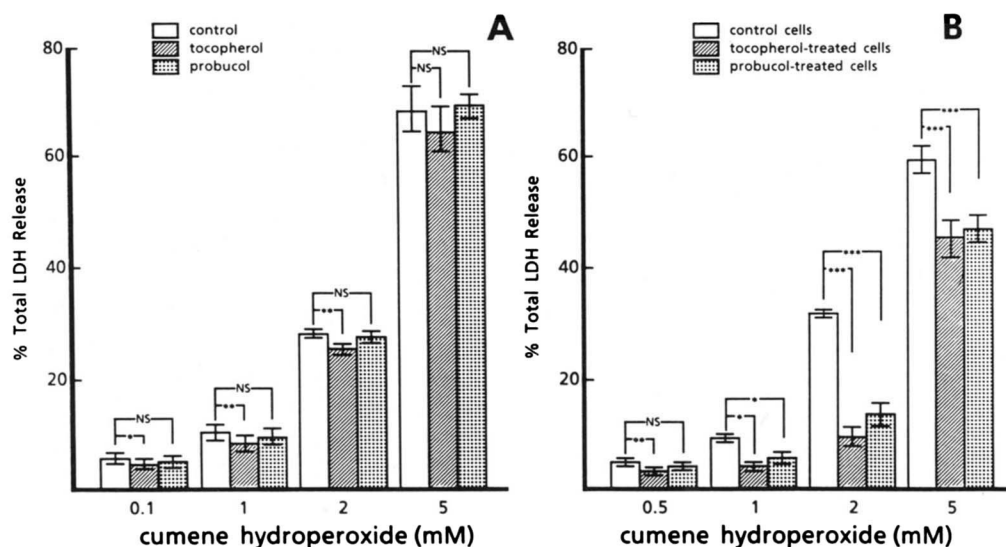 A
control
tocopherol
probucol
80
60
40
20
% Total LDH Release
NS
*
NS
**
NS
**
NS
NS
0.1
1
2
5
cumene hydroperoxide (mM)
B
control cells
tocopherol-treated cells
probucol-treated cells
80
60
40
20
% Total LDH Release
NS
**
*
*
***
***
***
***
0.5
1
2
5
cumene hydroperoxide (mM)